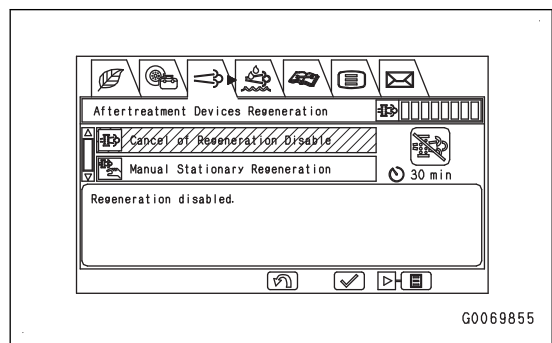 Aftertreatment Devices Regeneration
Cancel of Regeneration Disable
Manual Stationary Regeneration
30 min
Regeneration disabled.
G0069855